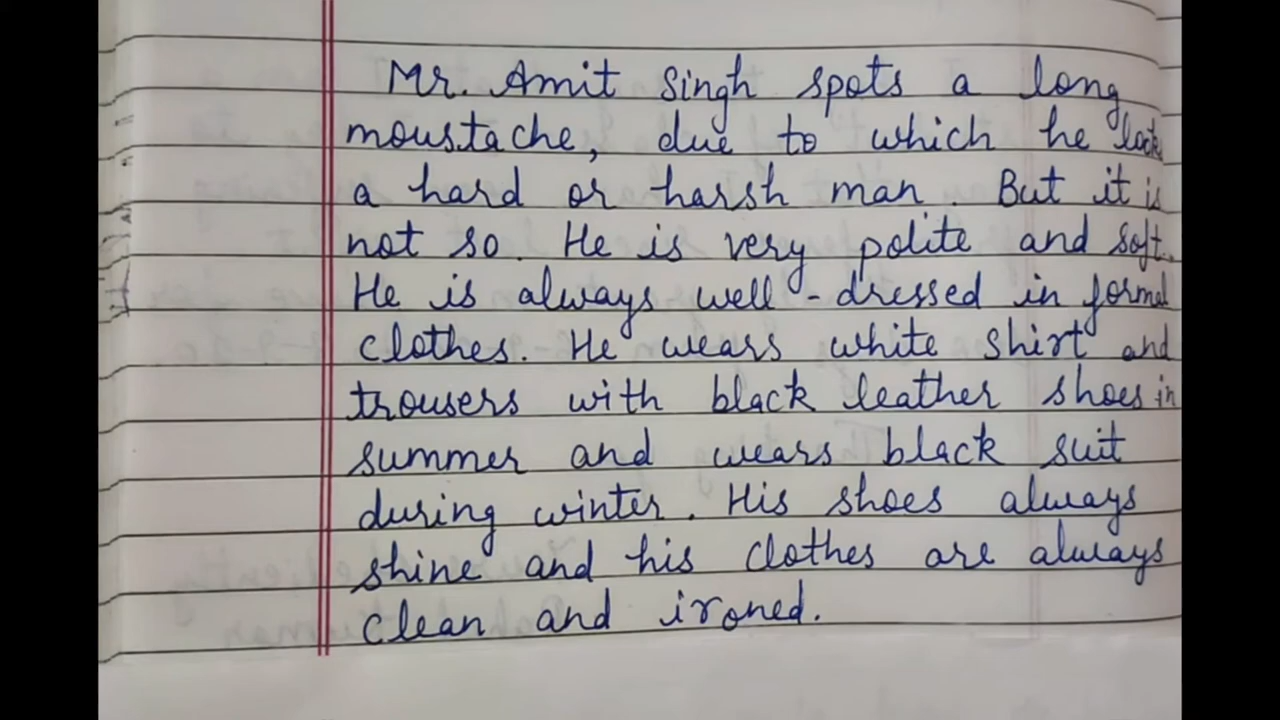 Mr. Amit Singh spots a long
moustache, due to which he look
a hard or harsh man. But it is
not so. He is very polite and soft.
He is always well-dressed in formal
clothes. He wears white shirt and
trousers with black leather shoes in
summer and wears black suit
during winter. His shoes always
shine and his clothes are always
clean and ironed.